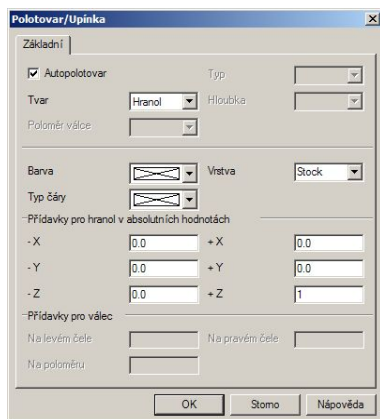 Polotovar/Upínka
Základní
Autopolotovar Typ
Tvar Hranol Hloubka
Poloměr válce
Barva Vrstva Stock
Typ čáry
Přídavky pro hranol v absolutních hodnotách
- X 0.0 + X 0.0
- Y 0.0 + Y 0.0
- Z 0.0 + Z 1
Přídavky pro válec
Na levém čele Na pravém čele
Na poloměru
OK Storno Nápověda